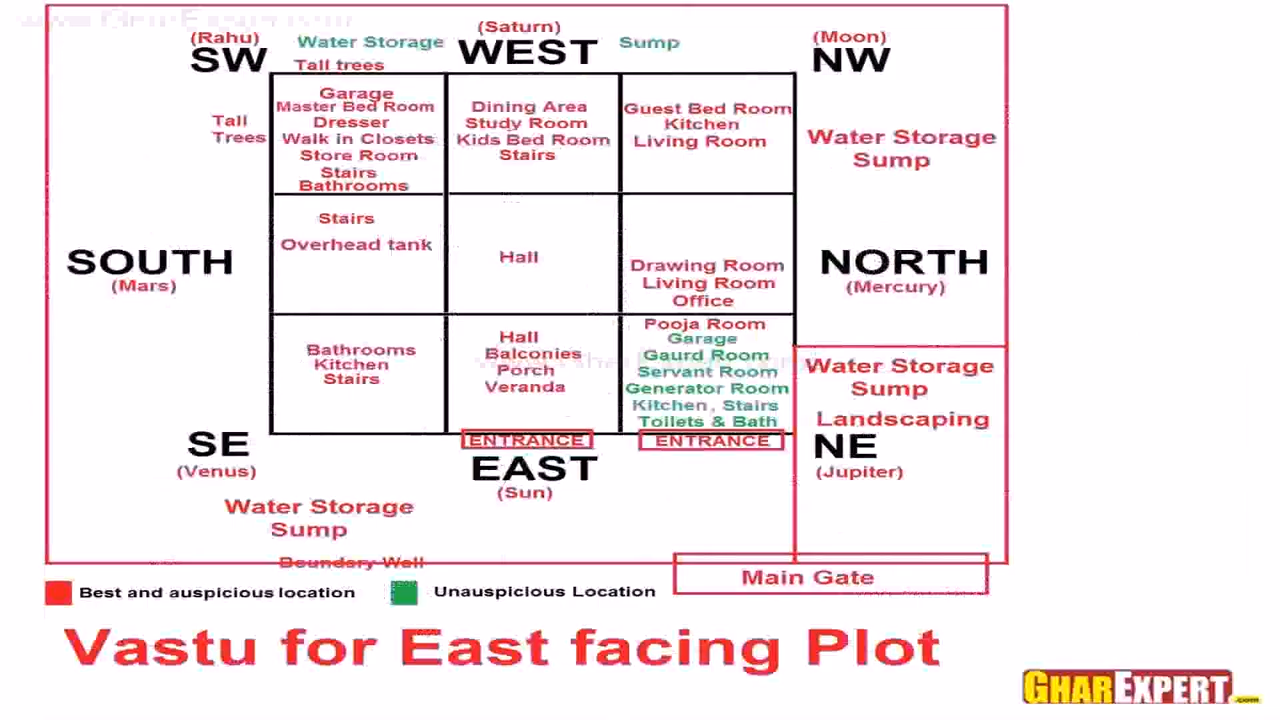 (Rahu)
SW
Water Storage
(Saturn)
WEST
Sump
(Moon)
NW
Tall trees
Tall
Trees
Garage
Master Bed Room
Dresser
Walk in Closets
Store Room
Stairs
Bathrooms
Dining Area
Study Room
Kids Bed Room
Stairs
Guest Bed Room
Kitchen
Living Room
Water Storage
Sump
SOUTH
(Mars)
Stairs
Overhead tank
Hall
Drawing Room
Living Room
Office
NORTH
(Mercury)
Bathrooms
Kitchen
Stairs
Hall
Balconies
Porch
Veranda
Pooja Room
Garage
Gaurd Room
Servant Room
Generator Room
Kitchen, Stairs
Toilets & Bath
Water Storage
Sump
Landscaping
SE
(Venus)
ENTRANCE
ENTRANCE
EAST
(Sun)
NE
(Jupiter)
Water Storage
Sump
Boundary Wall
Main Gate
Best and auspicious location
Unauspicious Location
Vastu for East facing Plot
GHAREXPERT.com